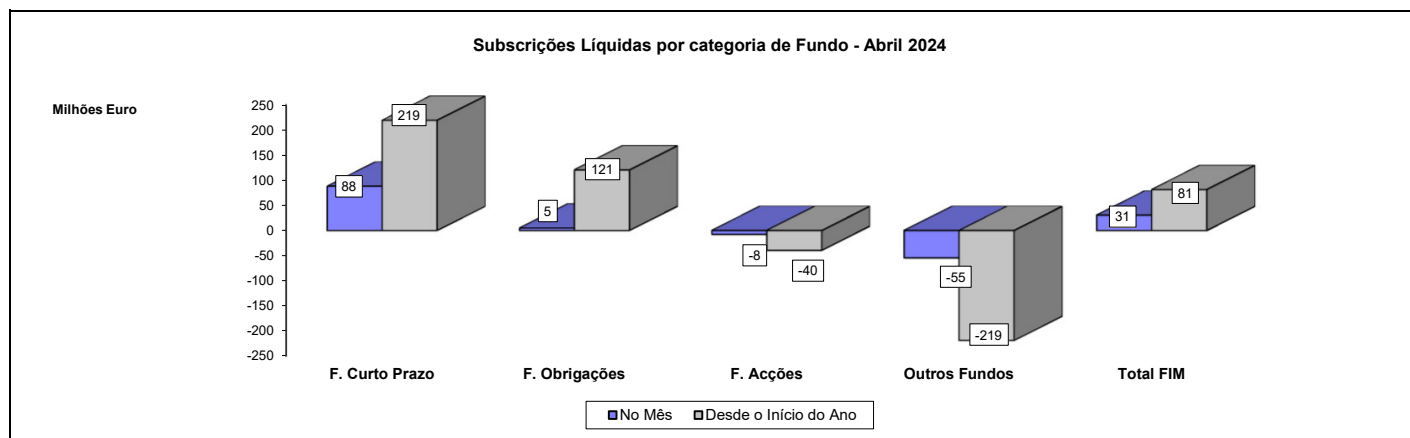 Subscrições Líquidas por categoria de Fundo - Abril 2024
Milhões Euro
250
200
150
100
50
0
-50
-100
-150
-200
-250
88
219
5
121
-8
-40
-55
-219
31
81
F. Curto Prazo
F. Obrigações
F. Acções
Outros Fundos
Total FIM
No Mês
Desde o Início do Ano